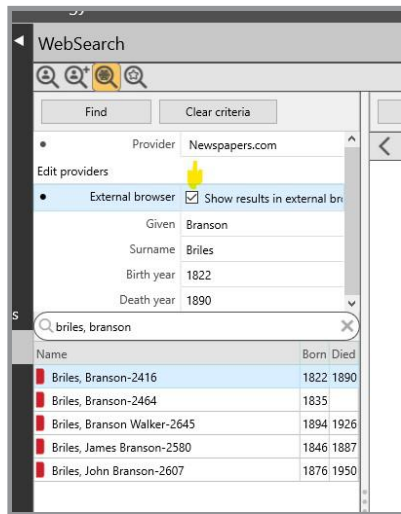 WebSearch
Find Clear criteria
Provider Newspapers.com
Edit providers
External browser Show results in external
Given Branson
Surname Briles
Birth year 1822
Death year 1890
briles, branson
Name Born Died
Briles, Branson-2416 1822 1890
Briles, Branson-2464 1835
Briles, Branson Walker-2645 1894 1926
Briles, James Branson-2580 1846 1887
Briles, John Branson-2607 1876 1950